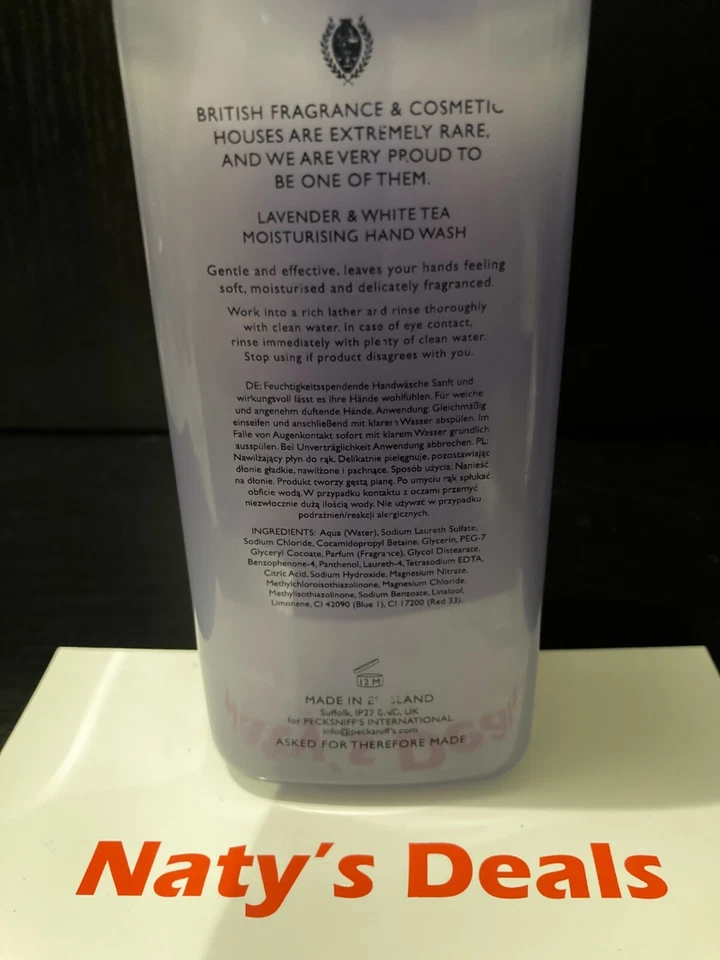 BRITISH FRAGRANCE & COSMETIC
HOUSES ARE EXTREMELY RARE,
AND WE ARE VERY PROUD TO
BE ONE OF THEM.
LAVENDER & WHITE TEA
MOISTURISING HAND WASH
Gentle and effective, leaves your hands feeling
soft, moisturised and delicately fragranced.
Work into a rich lather and rinse thoroughly
with clean water. In case of eye contact,
rinse immediately with plenty of clean water.
Stop using if product disagrees with you.
DE: Feuchtigkeitsspendende Handwäsche Sanft und
wirkungsvoll lässt es ihre Hände wohlfühlen. Für weiche
und angenehm duftende Hände. Anwendung: Gleichmäßig
einseifen und anschließend mit klarem Wasser abspülen. Im
Falle von Augenkontakt sofort mit klarem Wasser gründlich
ausspülen. Bei Unverträglichkeit Anwendung abbrechen. PL:
Nawilżający płyn do rąk. Delikatnie pielęgnuje, pozostawiając
dłonie gładkie, nawilżone i pachnące. Sposób użycia: Nanieść
na dłonie. Produkt tworzy gęstą pianę. Po umyciu rąk spłukać
obficie wodą. W przypadku kontaktu z oczami przemyć
niezwłocznie dużą ilością wody. Nie używać w przypadku
podrażnień/reakcji alergicznych.
INGREDIENTS: Aqua (Water), Sodium Laureth Sulfate,
Sodium Chloride, Cocamidopropyl Betaine, Glycerin, PEG-7
Glyceryl Cocoate, Parfum (Fragrance), Glycol Distearate,
Benzophenone-4, Panthenol, Laureth-4, Tetrasodium EDTA,
Citric Acid, Sodium Hydroxide, Magnesium Nitrate,
Methylchloroisothiazolinone, Magnesium Chloride,
Methylisothiazolinone, Sodium Benzoate, Linalool,
Limonene, CI 42090 (Blue 1), CI 17200 (Red 33).
12 M
MADE IN ENGLAND
Suffolk, UK
for PECKSNIFF'S INTERNATIONAL
info@pecksniffs.com
ASKED FOR THEREFORE MADE
Naty's Deals